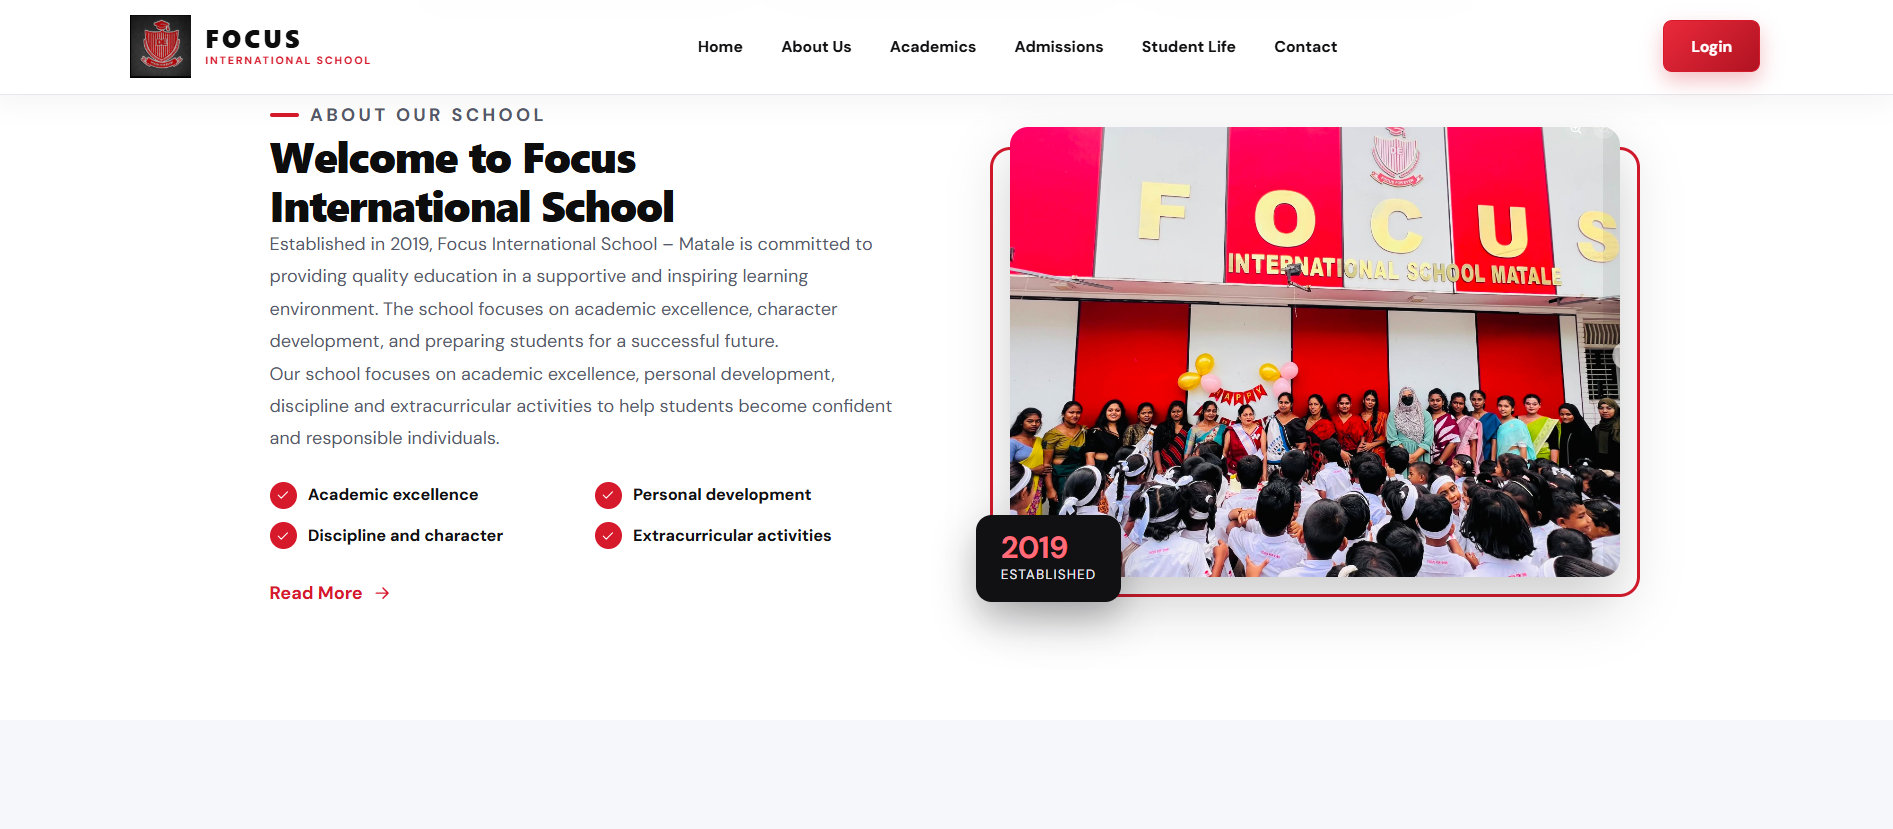 FOCUS
INTERNATIONAL SCHOOL
Home
About Us
Academics
Admissions
Student Life
Contact
Login
ABOUT OUR SCHOOL
Welcome to Focus
International School
Established in 2019, Focus International School – Matale is committed to
providing quality education in a supportive and inspiring learning
environment. The school focuses on academic excellence, character
development, and preparing students for a successful future.
Our school focuses on academic excellence, personal development,
discipline and extracurricular activities to help students become confident
and responsible individuals.
Academic excellence
Personal development
Discipline and character
Extracurricular activities
Read More
FOCUS
INTERNATIONAL SCHOOL MATALE
HAPPY
2019
ESTABLISHED